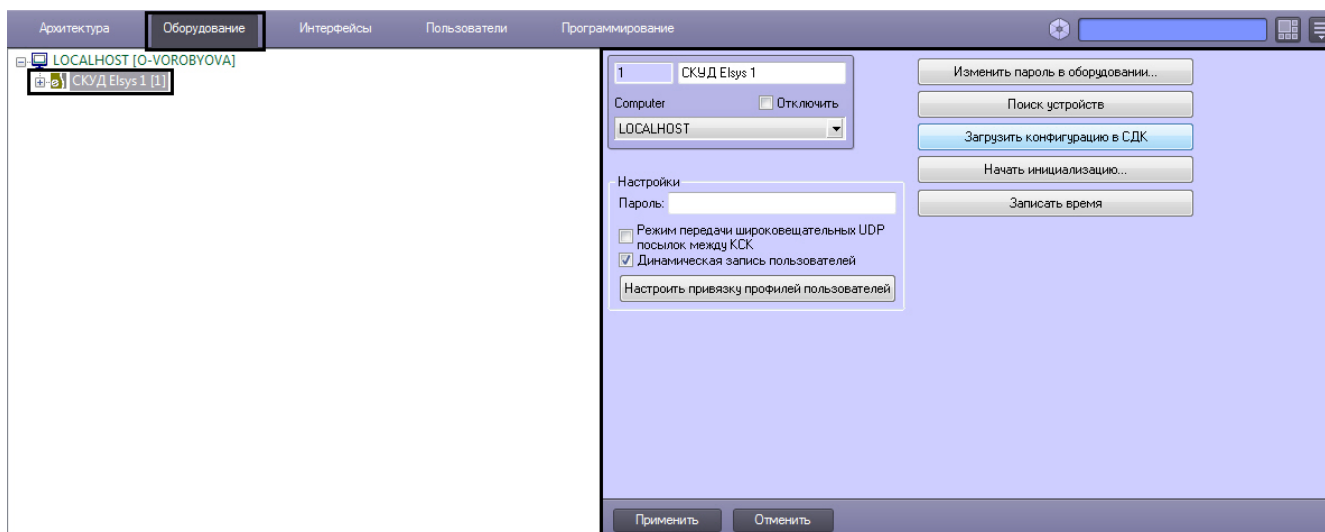 Архитектура Оборудование Интерфейсы Пользователи Программирование
LOCALHOST [O-VOROBYOVA]
СКУД Elsys 1 [1]
1 СКУД Elsys 1
Computer Отключить
LOCALHOST
Настройки
Пароль:
Режим передачи широковещательных UDP
посылок между КСК
Динамическая запись пользователей
Настроить привязку профилей пользователей
Изменить пароль в оборудовании...
Поиск устройств
Загрузить конфигурацию в СДК
Начать инициализацию...
Записать время
Применить Отменить